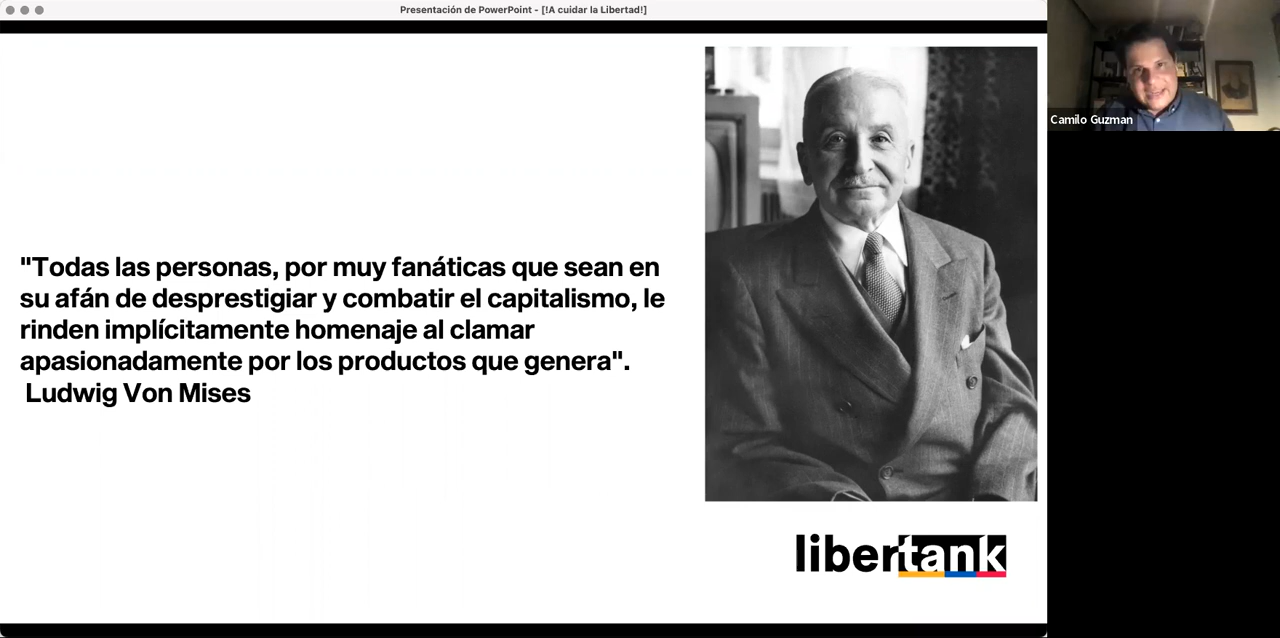 Presentación de PowerPoint - [!A cuidar la Libertad!]
"Todas las personas, por muy fanáticas que sean en
su afán de desprestigiar y combatir el capitalismo, le
rinden implícitamente homenaje al clamar
apasionadamente por los productos que genera".
Ludwig Von Mises
libertank
Camilo Guzman